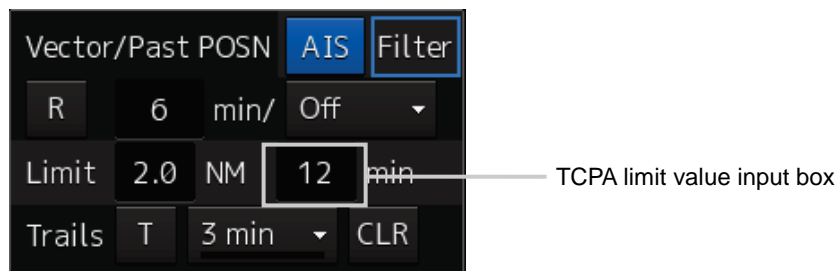 Vector/Past POSN AIS Filter
R 6 min/ Off
Limit 2.0 NM 12 min
TCPA limit value input box
Trails T 3 min CLR